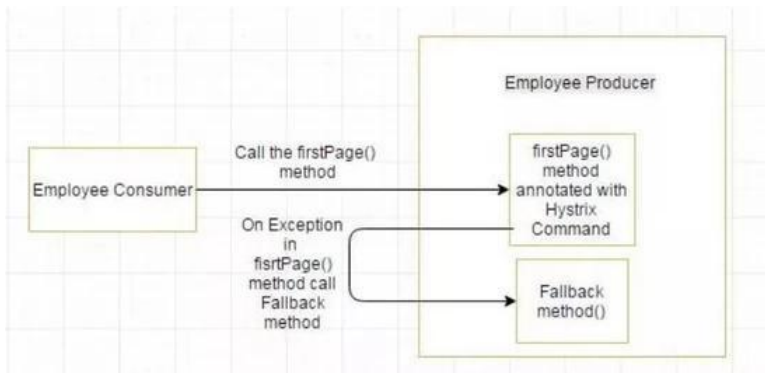 Employee Producer
Employee Consumer
Call the firstPage()
method
firstPage()
method
annotated with
Hystrix
Command
On Exception
in
fisrtPage()
method call
Fallback
method
Fallback
method()